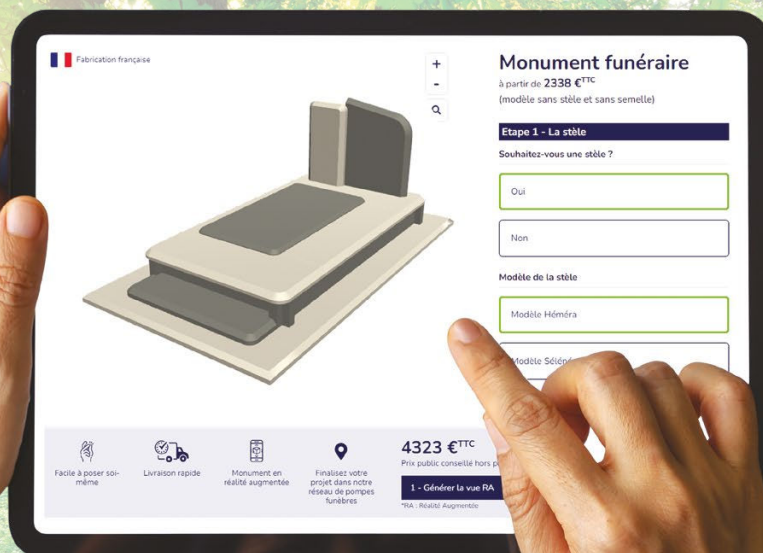 Fabrication française
+
-
Monument funéraire
à partir de 2338 €TTC
(modèle sans stèle et sans semelle)
Etape 1 - La stèle
Souhaitez-vous une stèle ?
Oui
Non
Modèle de la stèle
Modèle Héméra
Modèle
Facile à poser soi-
même
Livraison rapide
Monument en
réalité augmentée
Finalisez votre
projet dans notre
réseau de pompes
funèbres
4323 €TTC
Prix public conseillé hors
1 - Générer la vue RA
*RA : Réalité Augmentée